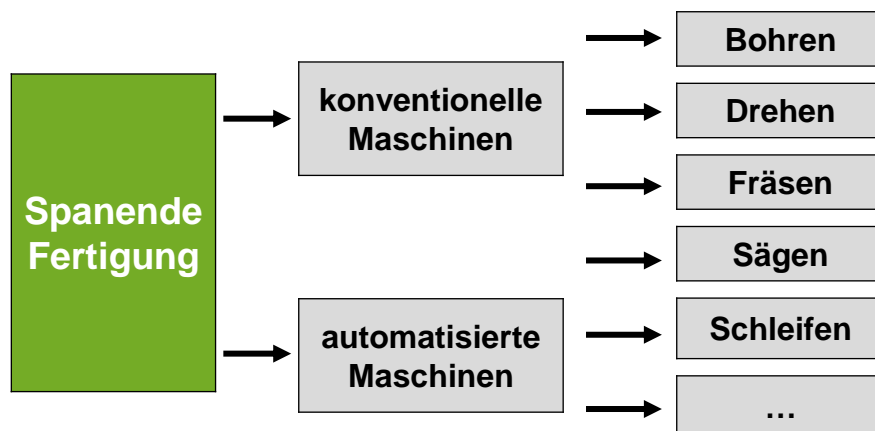 Spanende
Fertigung
konventionelle
Maschinen
automatisierte
Maschinen
Bohren
Drehen
Fräsen
Sägen
Schleifen
...